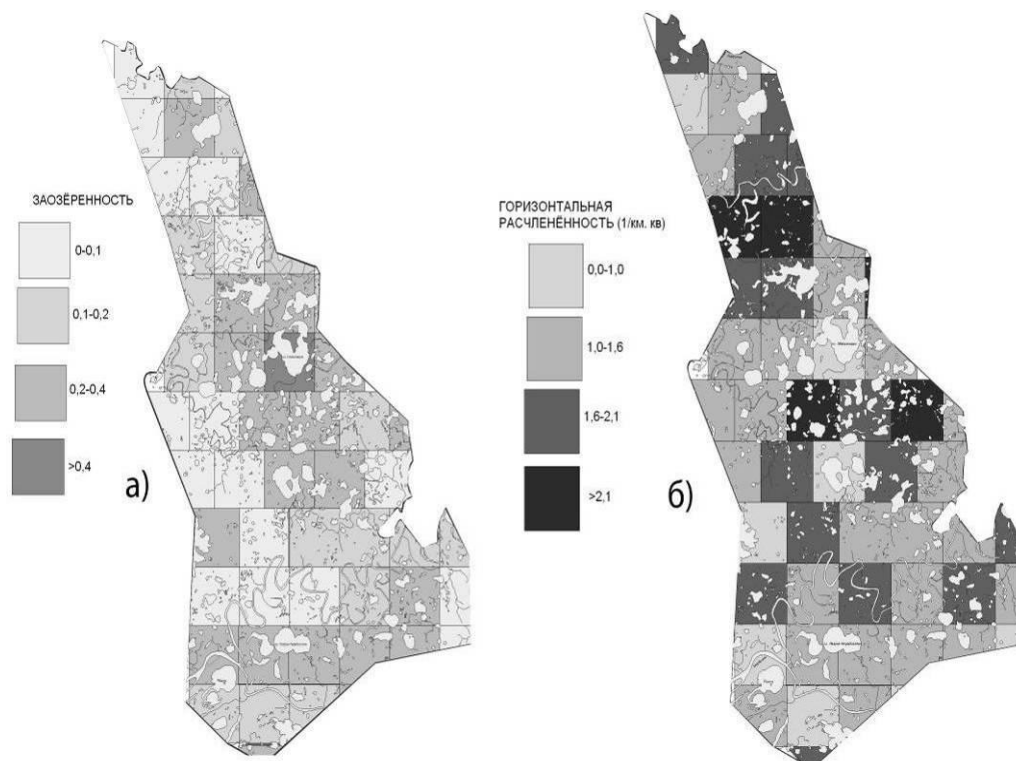 ЗАОЗЁРЕННОСТЬ
0-0,1
0,1-0,2
0,2-0,4
>0,4
а)
ГОРИЗОНТАЛЬНАЯ
РАСЧЛЕНЁННОСТЬ (1/км. кв)
0,0-1,0
1,0-1,6
1,6-2,1
>2,1
б)